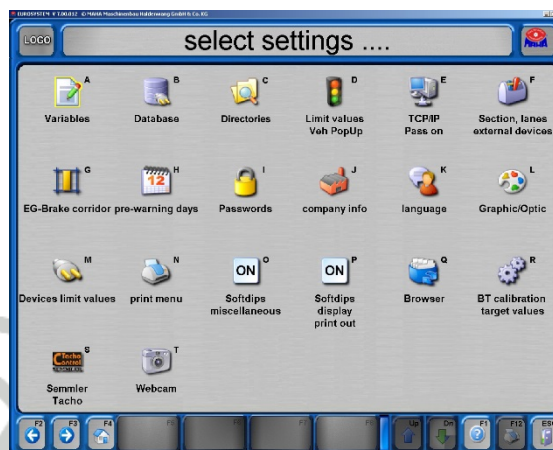 EUROSYSTEM V 7.00.012 © MAHA Maschinenbau Haldenwang GmbH & Co. KG
LOGO
select settings ....
A
B
C
D
E
F
Variables
Database
Directories
Limit values
Veh PopUp
TCP/IP
Pass on
Section, lanes
external devices
G
H
12
I
J
K
L
EG-Brake corridor
pre-warning days
Passwords
company info
language
Graphic/Optic
M
N
ON
O
ON
P
Q
R
Devices limit values
print menu
Softdips
miscellaneous
Softdips
display
print out
Browser
BT calibration
target values
S
Tacho
Control
T
Semmler
Tacho
Webcam
F2
F3
F4
F5
F6
F7
F8
Up
Dn
F1
F12
ESC